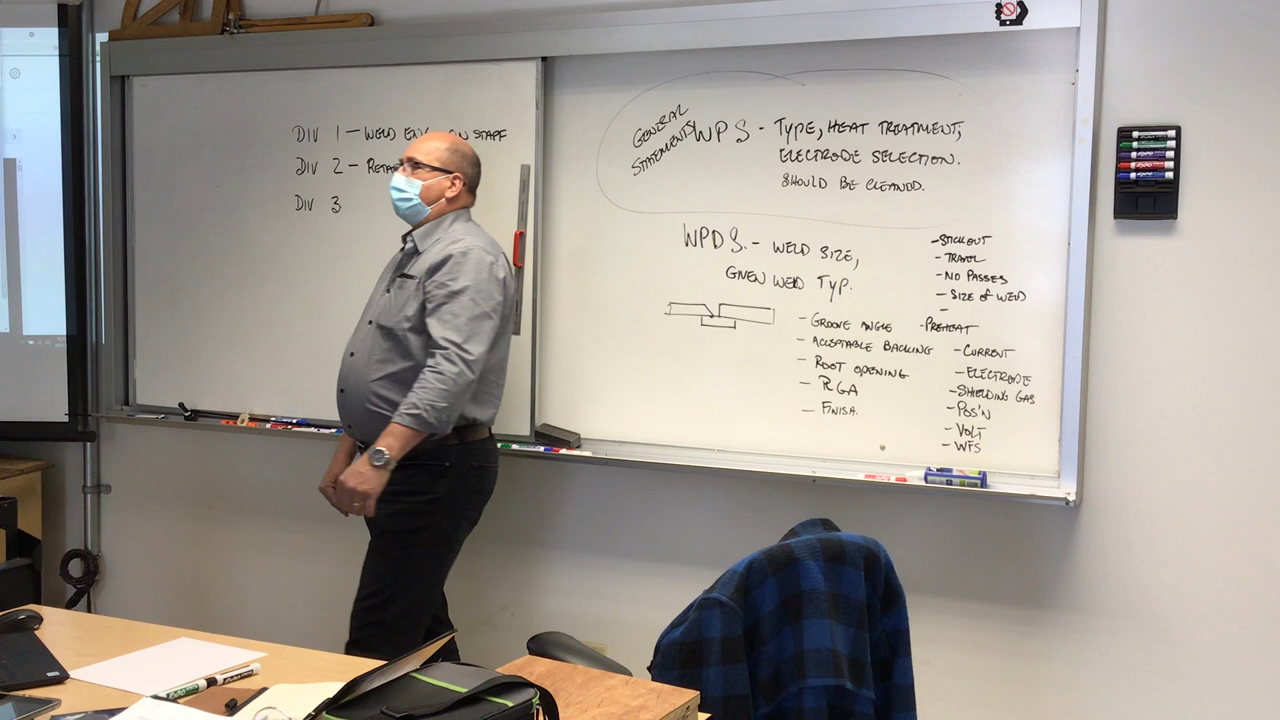 DIV 1 - WELD ON STAFF
DIV 2 -
DIV 3
GENERAL
STATEMENTS
WPS - TYPE, HEAT TREATMENT,
ELECTRODE SELECTION.
SHOULD BE CLEANED.
WPDS. - WELD SIZE,
GIVEN WELD TYP.
- GROOVE ANGLE
- ACCEPTABLE BACKING
- ROOT OPENING
- RGA
- FINISH.
- STICKOUT
- TRAVEL
- NO PASSES
- SIZE OF WELD
-
- PREHEAT
- CURRENT
- ELECTRODE
- SHIELDING GAS
- POS'N
- VOLT
- WFS
EXPO